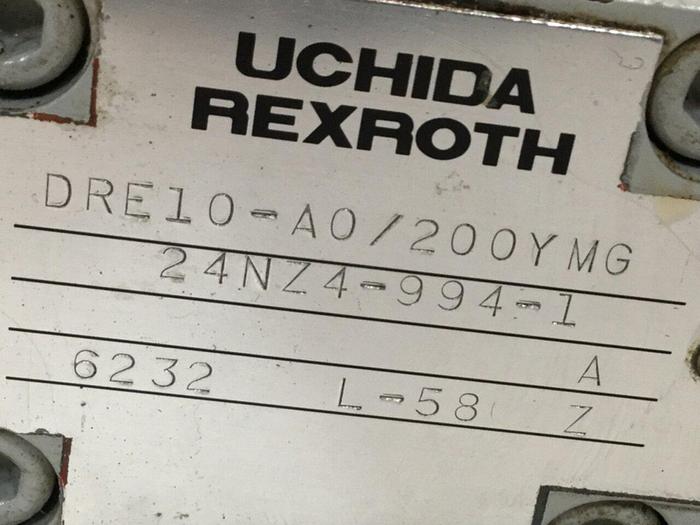 UCHIDA
REXROTH
DRE10-A0/200YMG
24NZ4-994-1
A
6232 L-58 Z